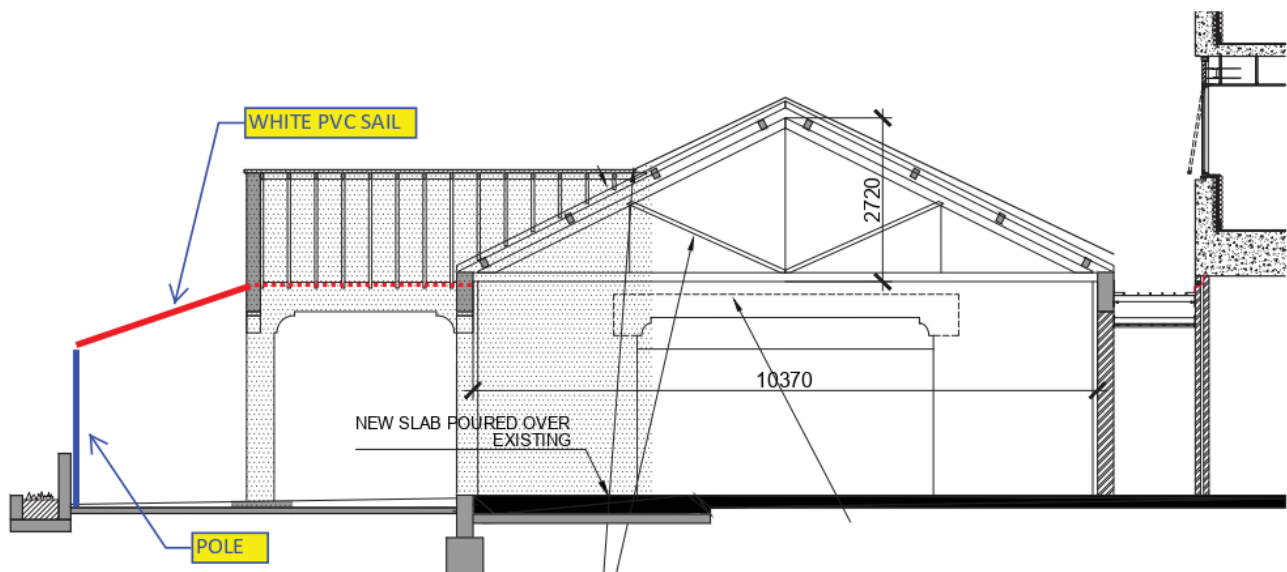 WHITE PVC SAIL
2720
10370
NEW SLAB POURED OVER
EXISTING
POLE